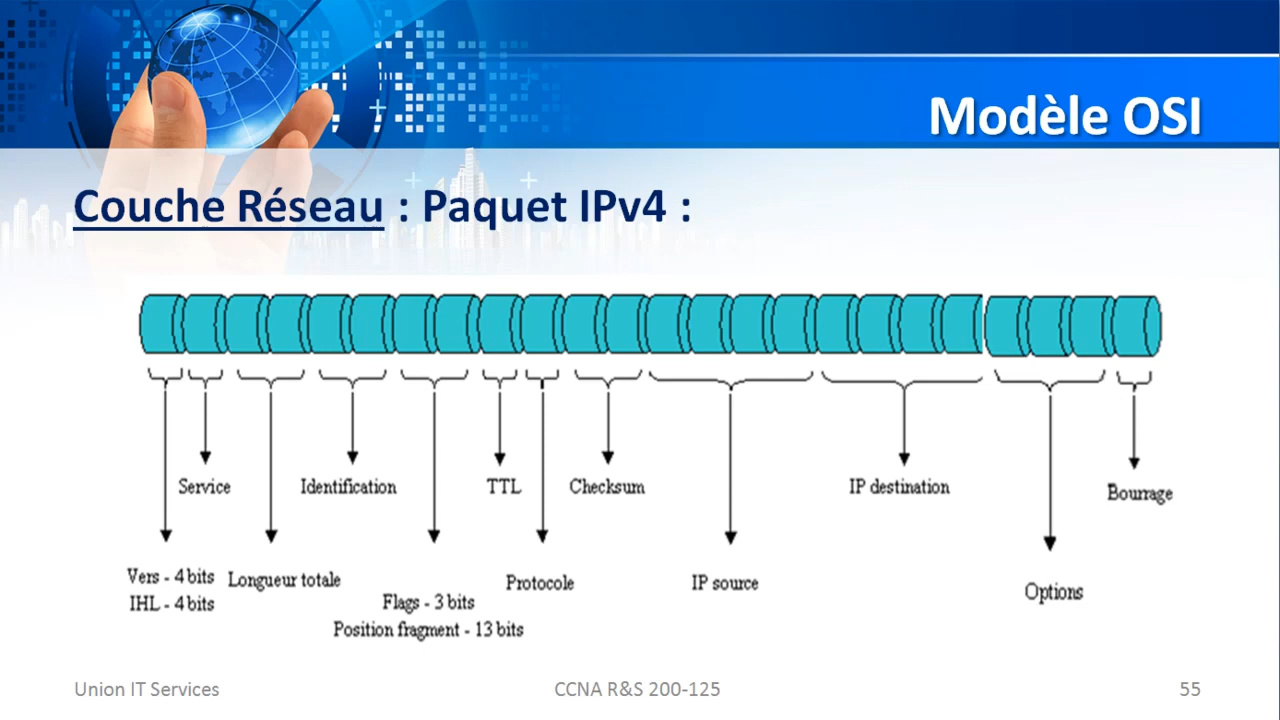 Modèle OSI
Couche Réseau : Paquet IPv4 :
Service
Identification
TTL
Checksum
IP destination
Bourrage
Vers - 4 bits
IHL - 4 bits
Longueur totale
Flags - 3 bits
Position fragment - 13 bits
Protocole
IP source
Options
Union IT Services
CCNA R&S 200-125
55